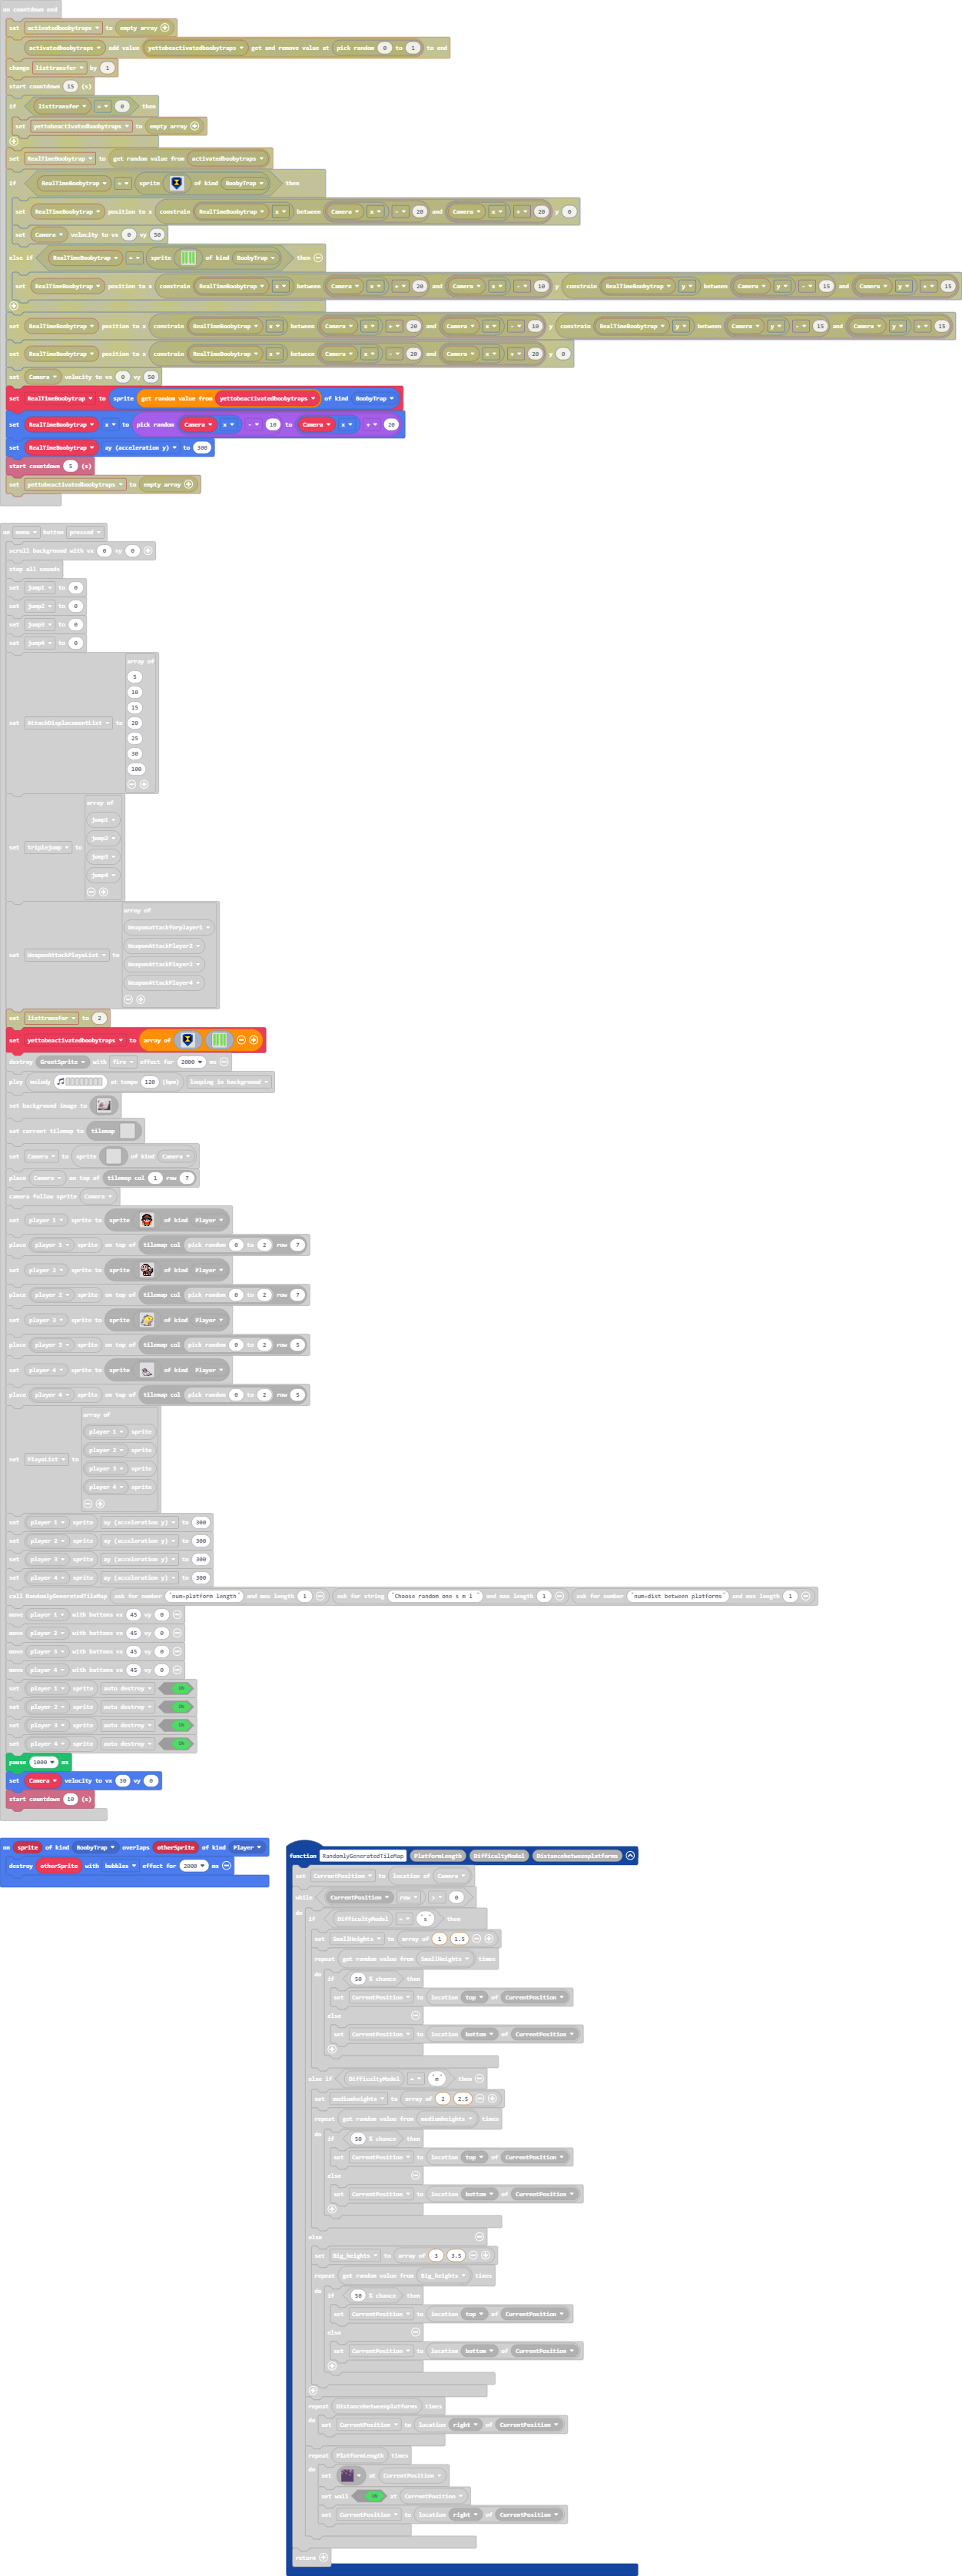 on countdown end
set activatedboobytraps to empty array
activatedboobytraps add value yettobeactivatedboobytraps get and remove value at pick random 0 to 1 to end
change listtransfer by 1
start countdown 15 (s)
if listtransfer = 0 then
set yettobeactivatedboobytraps to empty array
set RealTimeBoobytrap to get random value from activatedboobytraps
if RealTimeBoobytrap = sprite of kind BoobyTrap then
set RealTimeBoobytrap position to x constrain RealTimeBoobytrap x between Camera x - 20 and Camera x + 20 y 0
set Camera velocity to vx 0 vy 50
else if RealTimeBoobytrap = sprite of kind BoobyTrap then
set RealTimeBoobytrap position to x constrain RealTimeBoobytrap x between Camera x + 20 and Camera x - 10 y constrain RealTimeBoobytrap y between Camera y - 15 and Camera y + 15
set RealTimeBoobytrap position to x constrain RealTimeBoobytrap x between Camera x + 20 and Camera x - 10 y constrain RealTimeBoobytrap y between Camera y - 15 and Camera y + 15
set RealTimeBoobytrap position to x constrain RealTimeBoobytrap x between Camera x - 20 and Camera x + 20 y 0
set Camera velocity to vx 0 vy 50
set RealTimeBoobytrap to sprite get random value from yettobeactivatedboobytraps of kind BoobyTrap
set RealTimeBoobytrap x to pick random Camera x - 10 to Camera x + 20
set RealTimeBoobytrap ay (acceleration y) to 300
start countdown 5 (s)
set yettobeactivatedboobytraps to empty array
on menu button pressed
scroll background with vx 0 vy 0
stop all sounds
set jump1 to 0
set jump2 to 0
set jump3 to 0
set jump4 to 0
set AttackDisplacementList to array of
5
10
15
20
25
30
100
set triplejump to array of
jump1
jump2
jump3
jump4
set WeaponAttackPlayaList to array of
WeaponAttackforplayer1
WeaponAttackPlayer2
WeaponAttackPlayer3
WeaponAttackPlayer4
set listtransfer to 2
set yettobeactivatedboobytraps to array of
destroy GreetSprite with fire effect for 2000 ms
play melody at tempo 120 (bpm) looping in background
set background image to
set current tilemap to tilemap
set Camera to sprite of kind Camera
place Camera on top of tilemap col 1 row 7
camera follow sprite Camera
set player 1 sprite to sprite of kind Player
place player 1 sprite on top of tilemap col pick random 0 to 2 row 7
set player 2 sprite to sprite of kind Player
place player 2 sprite on top of tilemap col pick random 0 to 2 row 7
set player 3 sprite to sprite of kind Player
place player 3 sprite on top of tilemap col pick random 0 to 2 row 5
set player 4 sprite to sprite of kind Player
place player 4 sprite on top of tilemap col pick random 0 to 2 row 5
set PlayaList to array of
player 1 sprite
player 2 sprite
player 3 sprite
player 4 sprite
set player 1 sprite ay (acceleration y) to 300
set player 2 sprite ay (acceleration y) to 300
set player 3 sprite ay (acceleration y) to 300
set player 4 sprite ay (acceleration y) to 300
call RandomlyGeneratedTileMap ask for number "num=platform length" and max length 1 ask for string "Choose random one s m l " and max length 1 ask for number "num=dist between platforms" and max length 1
move player 1 with buttons vx 45 vy 0
move player 2 with buttons vx 45 vy 0
move player 3 with buttons vx 45 vy 0
move player 4 with buttons vx 45 vy 0
set player 1 sprite auto destroy ON
set player 2 sprite auto destroy ON
set player 3 sprite auto destroy ON
set player 4 sprite auto destroy ON
pause 1000 ms
set Camera velocity to vx 30 vy 0
start countdown 10 (s)
on sprite of kind BoobyTrap overlaps otherSprite of kind Player
destroy otherSprite with bubbles effect for 2000 ms
function RandomlyGeneratedTileMap PlatformLength DifficultyModel Distancebetweenplatforms
set CurrentPosition to location of Camera
while CurrentPosition row > 0
do if DifficultyModel = "s" then
set SmallHeights to array of 1 1.5
repeat get random value from SmallHeights times
do if 50 % chance then
set CurrentPosition to location top of CurrentPosition
else
set CurrentPosition to location bottom of CurrentPosition
else if DifficultyModel = "m" then
set mediumheights to array of 2 2.5
repeat get random value from mediumheights times
do if 50 % chance then
set CurrentPosition to location top of CurrentPosition
else
set CurrentPosition to location bottom of CurrentPosition
else
set Big_heights to array of 3 3.5
repeat get random value from Big_heights times
do if 50 % chance then
set CurrentPosition to location top of CurrentPosition
else
set CurrentPosition to location bottom of CurrentPosition
repeat Distancebetweenplatforms times
do set CurrentPosition to location right of CurrentPosition
repeat PlatformLength times
do set at CurrentPosition
set wall ON at CurrentPosition
set CurrentPosition to location right of CurrentPosition
return